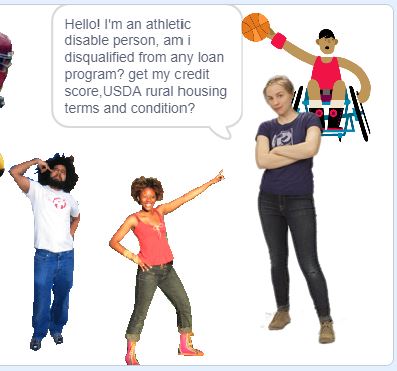 Hello! I'm an athletic
disable person, am i
disqualified from any loan
program? get my credit
score,USDA rural housing
terms and condition?